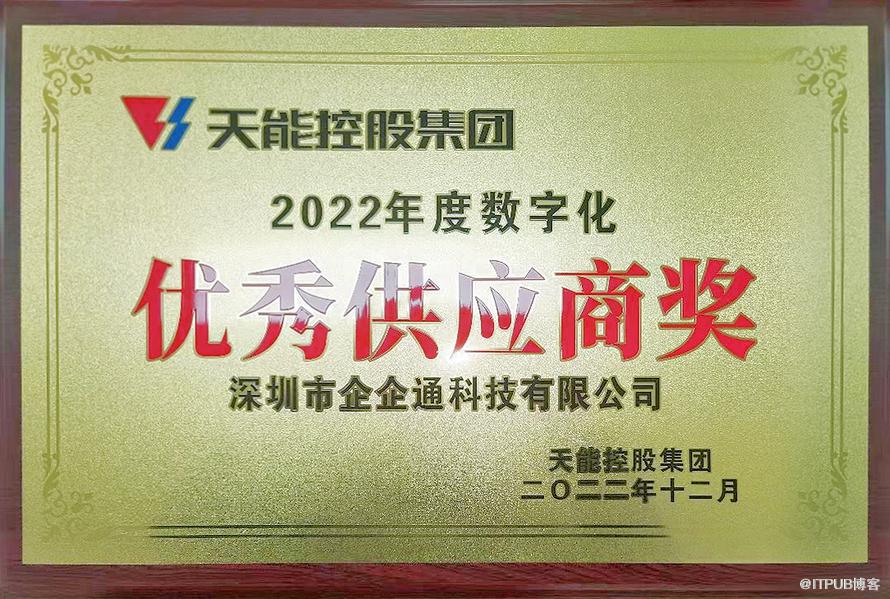 天能控股集团
2022年度数字化
优秀供应商奖
深圳市企企通科技有限公司
天能控股集团
二〇二二年十二月
@ITPUB博客